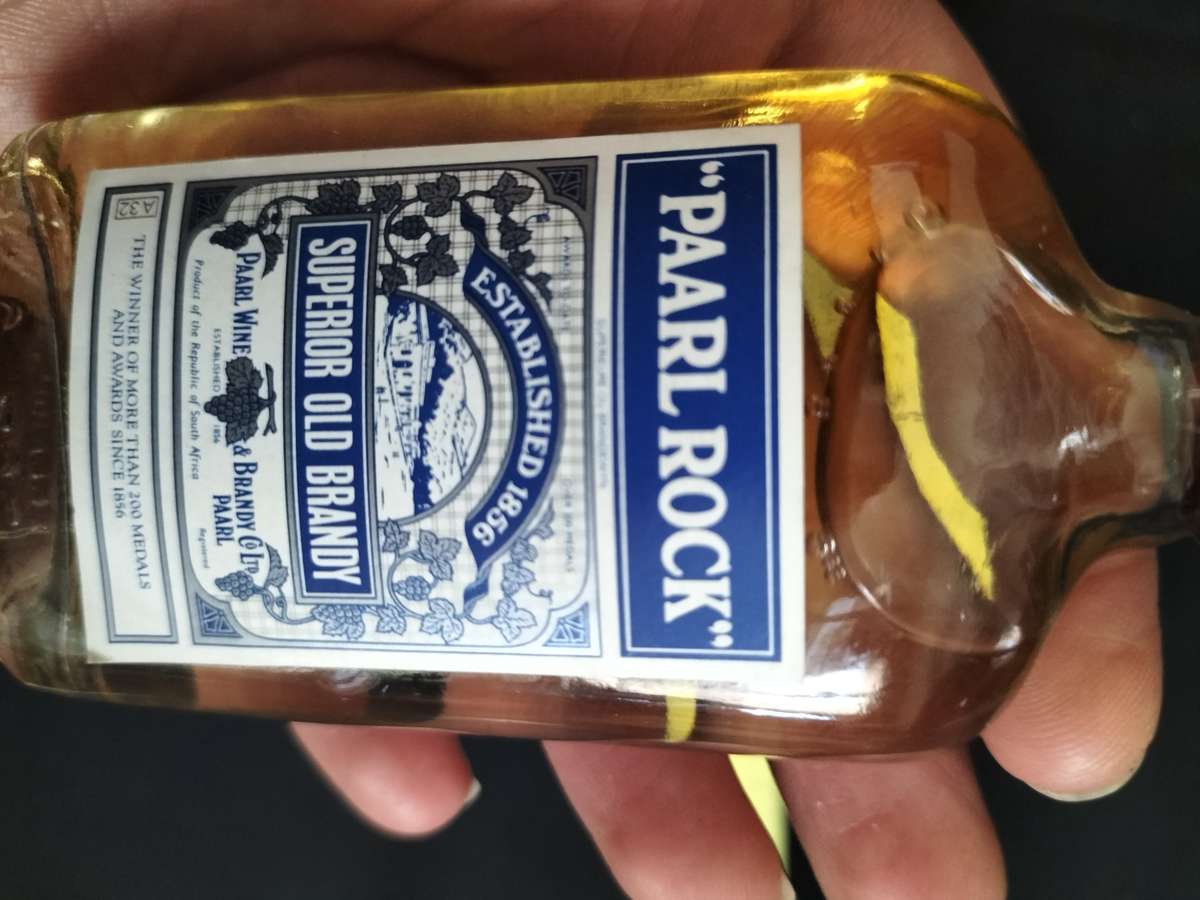 "PAARL ROCK"
ESTABLISHED 1856
SUPERIOR OLD BRANDY
PAARL WINE & BRANDY Co LTD
ESTABLISHED 1856
PAARL
Product of the Republic of South Africa
Registered
A32
THE WINNER OF MORE THAN 200 MEDALS
AND AWARDS SINCE 1856